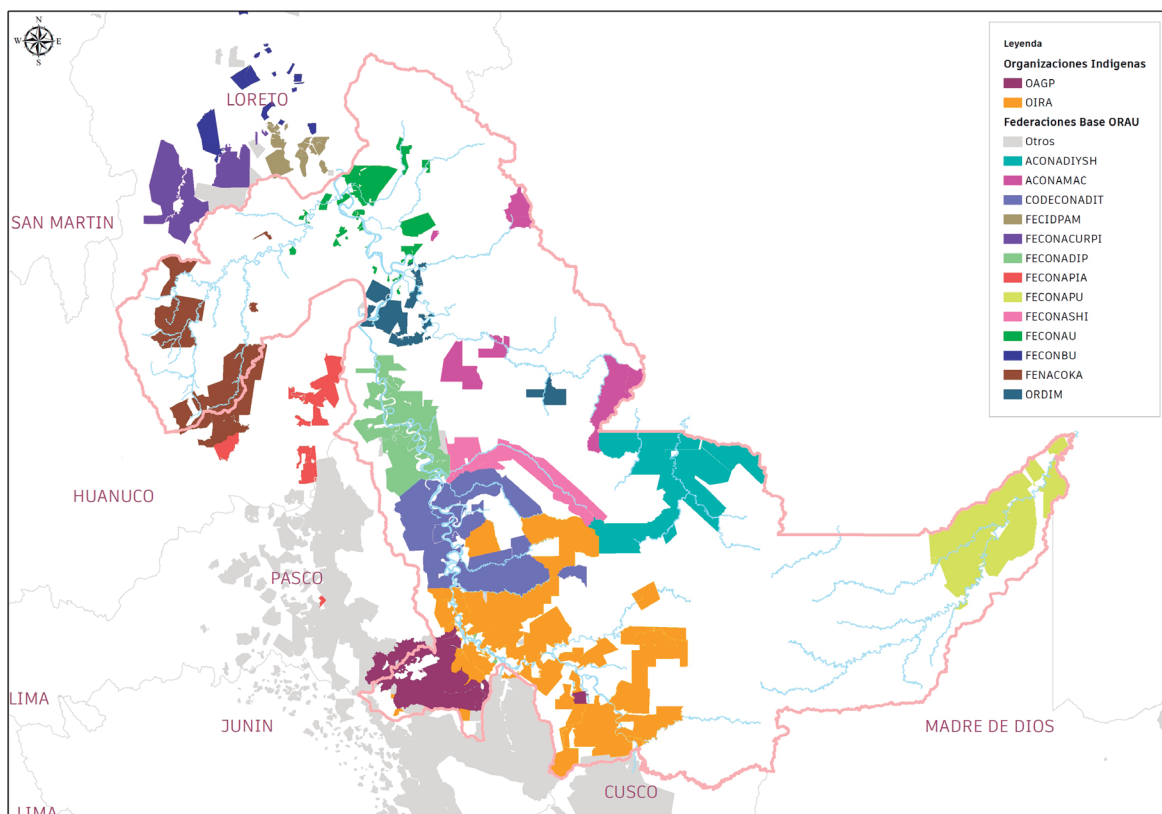 N
W
E
S
LORETO
SAN MARTIN
HUANUCO
PASCO
LIMA
JUNIN
MADRE DE DIOS
CUSCO
LIMA
Leyenda
Organizaciones Indigenas
OAGP
OIRA
Federaciones Base ORAU
Otros
ACONADIYSH
ACONAMAC
CODECONADIT
FECIDPAM
FECONACURPI
FECONADIP
FECONAPIA
FECONAPU
FECONASHI
FECONAU
FECONBU
FENACOKA
ORDIM